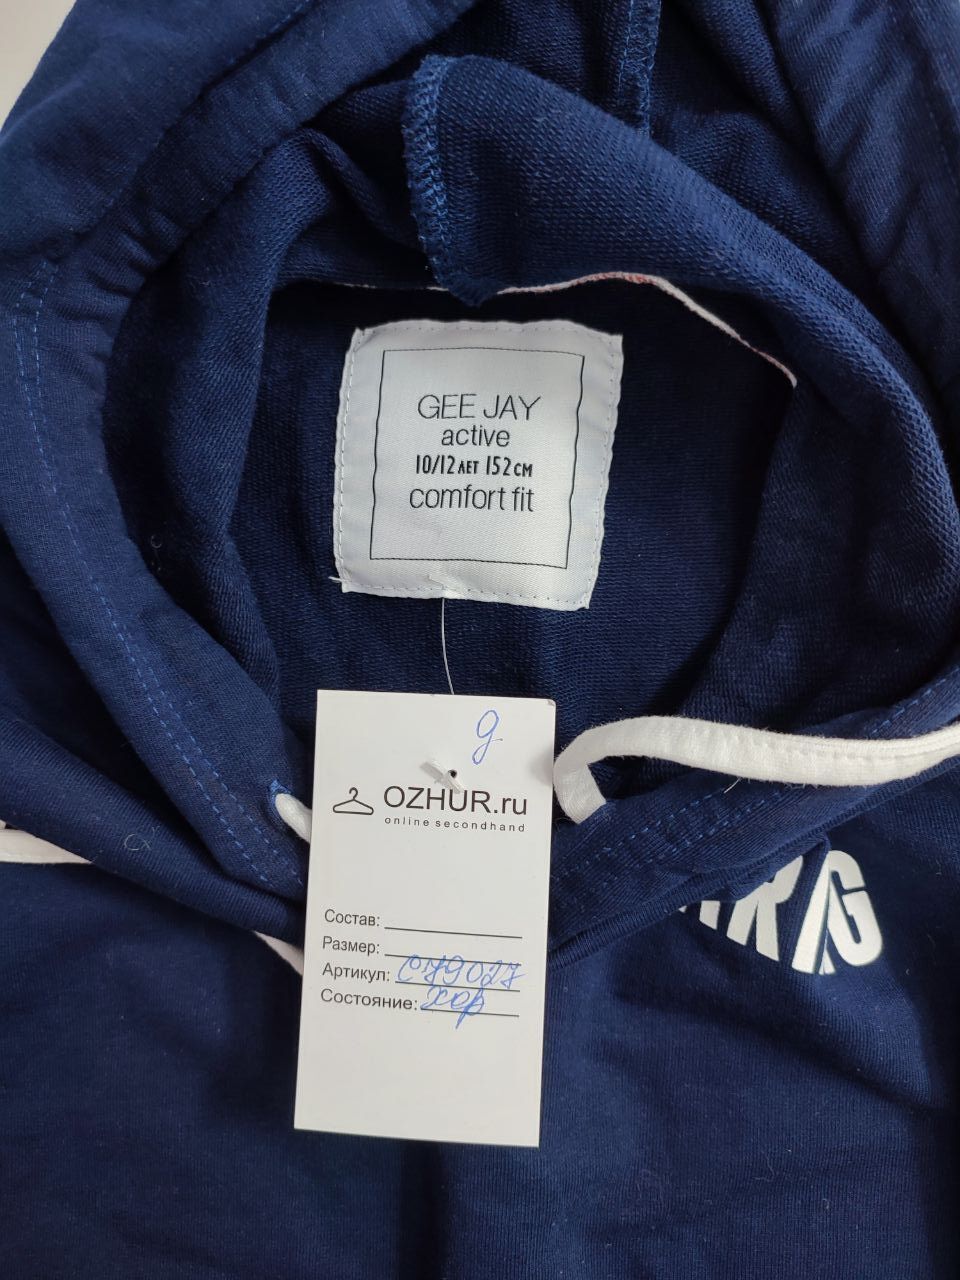 GEE JAY
active
10/12 ЛЕТ 152 СМ
comfort fit
g
OZHUR.ru
online secondhand
Состав:
Размер:
Артикул: С79027
Состояние: хор